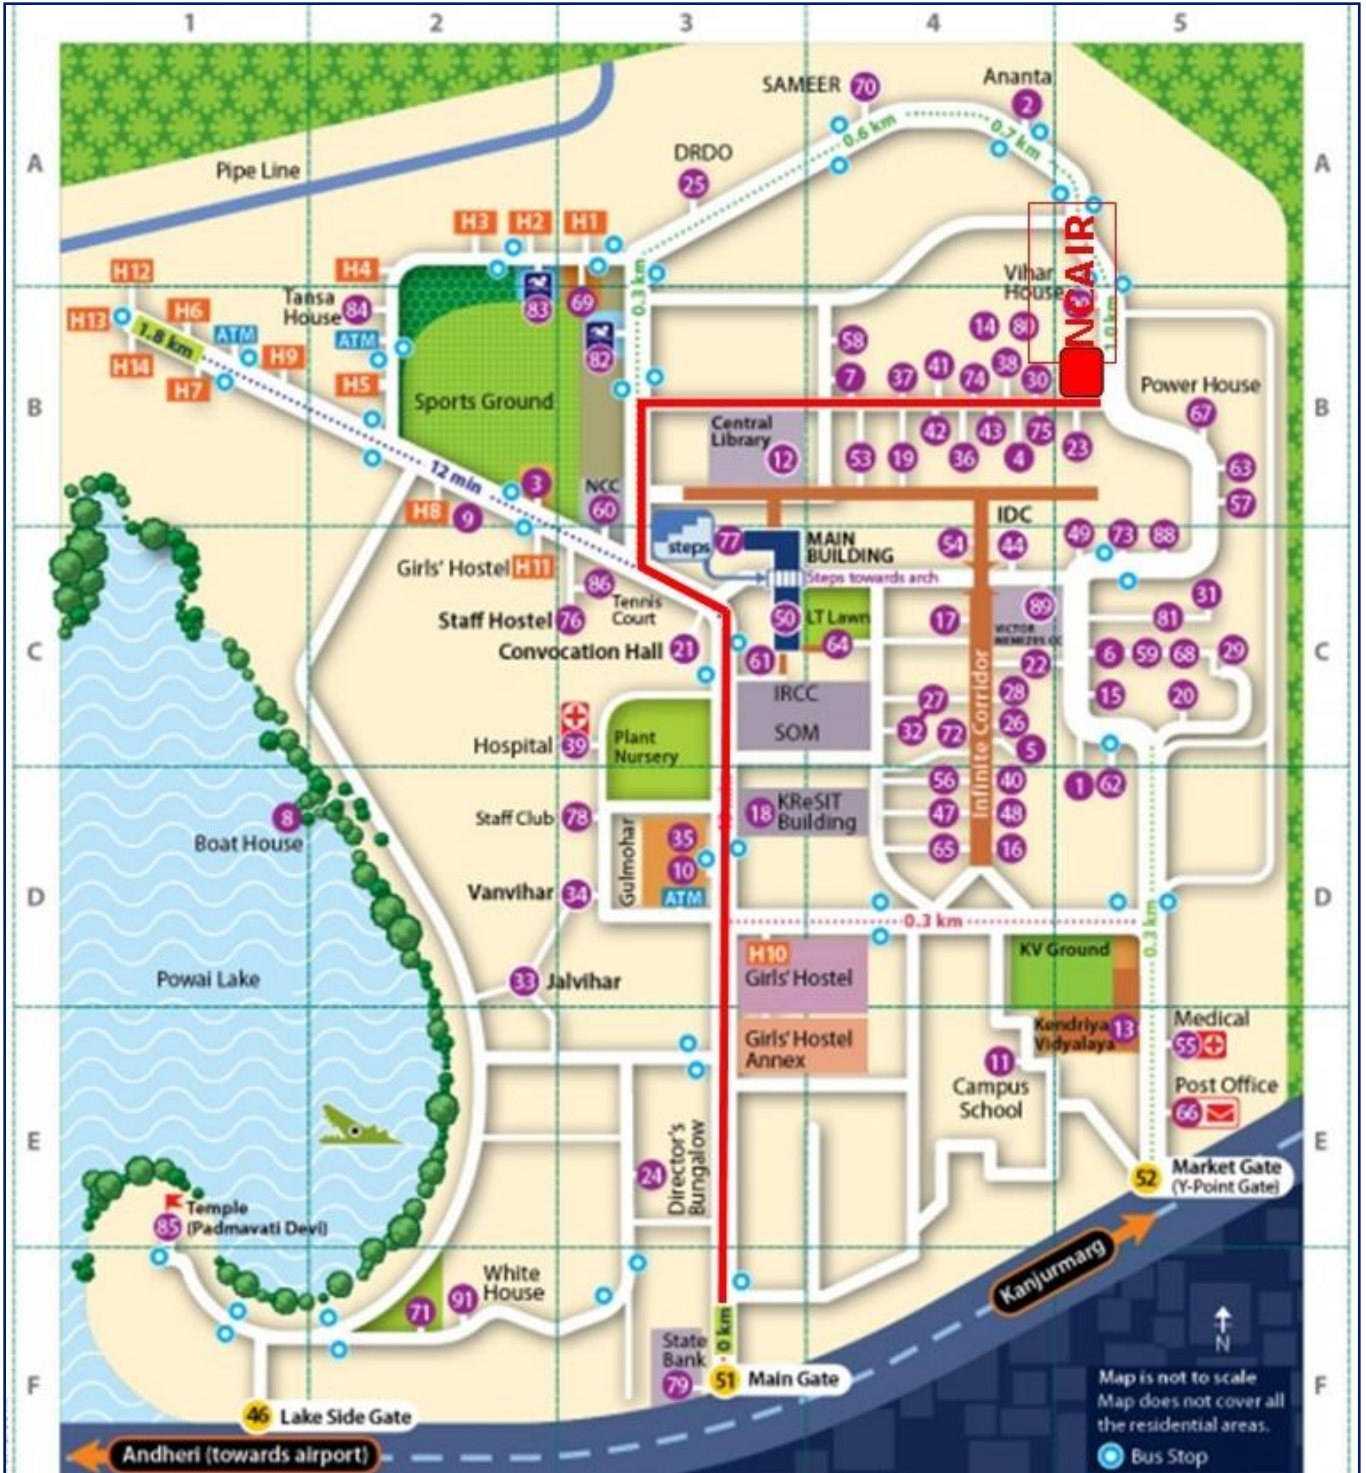 1 2 3 4 5
SAMEER 70
Ananta
2
0.6 km
0.7 km
A
A
DRDO
25
Pipe Line
H3 H2 H1
NCAIR
H12
H4
Vihar
House
Tansa
House 84
83
69
0.3 km
H13
H6
1.8 km
ATM
ATM
82
H14
H9
H7
H5
14 80
58
41 38
7 37 74 30
1.0 km
Power House
67
B
B
Sports Ground
Central
Library
12
42 43 75
53 19 36 4 23
63
57
12 min
3
NCC
60
H8
9
IDC
steps
77
MAIN
BUILDING
54 44
49 73 88
Steps towards arch
Girls' Hostel H11
86
Tennis
Court
Staff Hostel 76
50
LT Lawn
17
89
31
81
C
C
Convocation Hall 21
61
64
22
6 59 68 29
IRCC
SOM
27 28
32 72 26
5
15 20
Infinite Corridor
Hospital 39
Plant
Nursery
1 62
56 40
47 48
65 16
8
Boat House
Staff Club 78
Gulmohar
35
10
ATM
18 KReSIT
Building
D
D
Vanvihar 34
0.3 km
0.3 km
H10
Girls' Hostel
KV Ground
Powai Lake
33 Jalvihar
Girls' Hostel
Annex
Kendriya
Vidyalaya
13
Medical
55
11
Campus
School
Post Office
66
E
E
Director's
Bungalow
24
52 Market Gate
(Y-Point Gate)
Temple
(Padmavati Devi)
85
Kanjurmarg
White
House
71
91
N
0 km
State
Bank
79
51 Main Gate
F
F
46 Lake Side Gate
Map is not to scale
Map does not cover all
the residential areas.
Bus Stop
Andheri (towards airport)